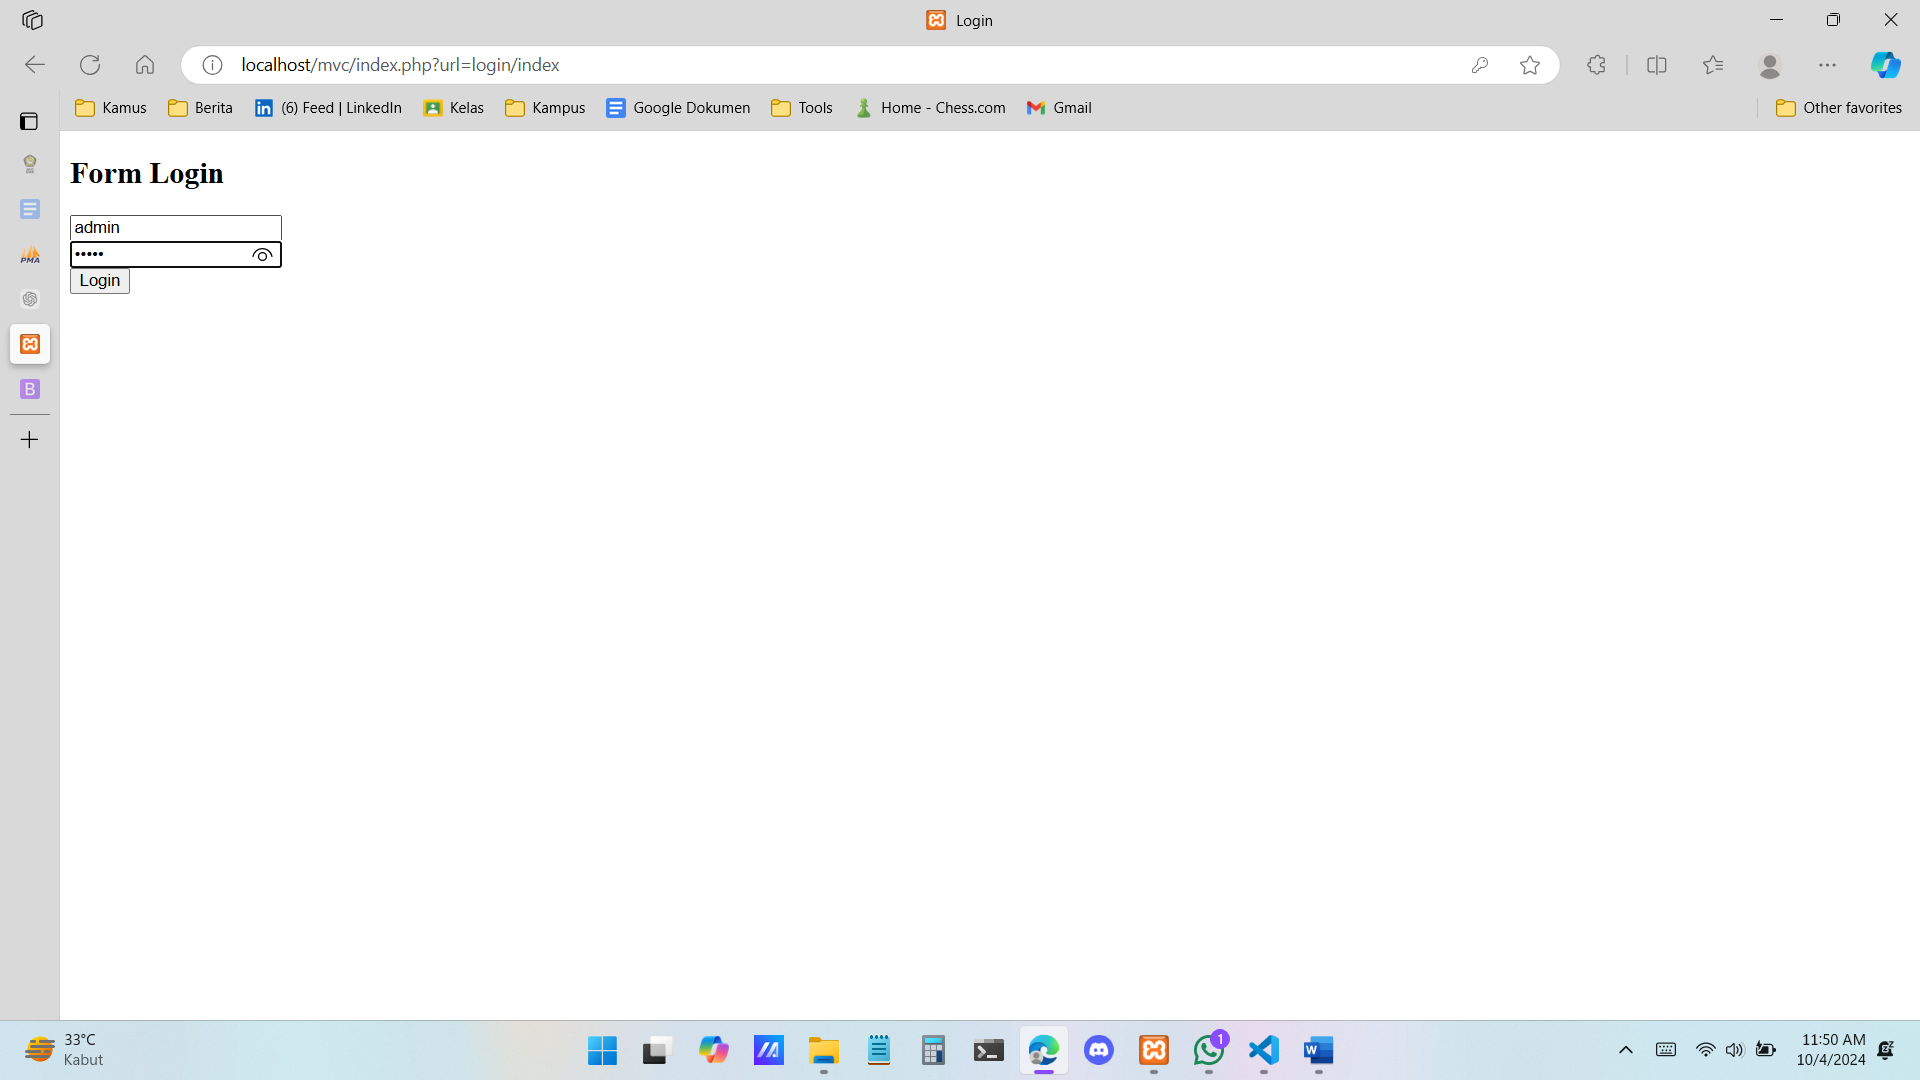 Login
localhost/mvc/index.php?url=login/index
Kamus
Berita
(6) Feed | LinkedIn
Kelas
Kampus
Google Dokumen
Tools
Home - Chess.com
Gmail
Other favorites
PMA
B
Form Login
admin
•••••
Login
33°C
Kabut
1
11:50 AM
10/4/2024